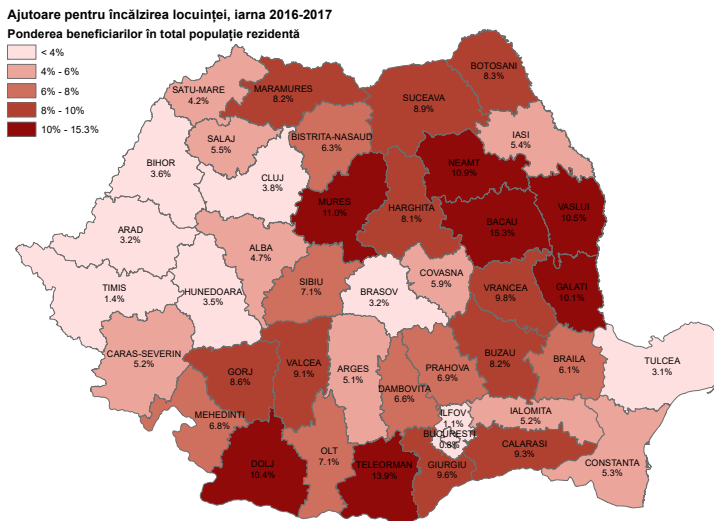 Ajutoare pentru încălzirea locuinței, iarna 2016-2017
Ponderea beneficiarilor în total populație rezidentă
< 4%
4% - 6%
6% - 8%
8% - 10%
10% - 15.3%
BOTOSANI
8.3%
SATU-MARE
4.2%
MARAMURES
8.2%
SUCEAVA
8.9%
IASI
5.4%
SALAJ
5.5%
BISTRITA-NASAUD
6.3%
BIHOR
3.6%
CLUJ
3.8%
NEAMT
10.9%
MURES
11.0%
HARGHITA
8.1%
BACAU
15.3%
VASLUI
10.5%
ARAD
3.2%
ALBA
4.7%
COVASNA
5.9%
TIMIS
1.4%
HUNEDOARA
3.5%
SIBIU
7.1%
BRASOV
3.2%
VRANCEA
9.8%
GALATI
10.1%
CARAS-SEVERIN
5.2%
GORJ
8.6%
VALCEA
9.1%
ARGES
5.1%
DAMBOVITA
6.6%
PRAHOVA
6.9%
BUZAU
8.2%
BRAILA
6.1%
TULCEA
3.1%
MEHEDINTI
6.8%
ILFOV
1.1%
IALOMITA
5.2%
BUCURESTI
0.8%
CALARASI
9.3%
DOLJ
10.4%
OLT
7.1%
TELEORMAN
13.9%
GIURGIU
9.6%
CONSTANTA
5.3%